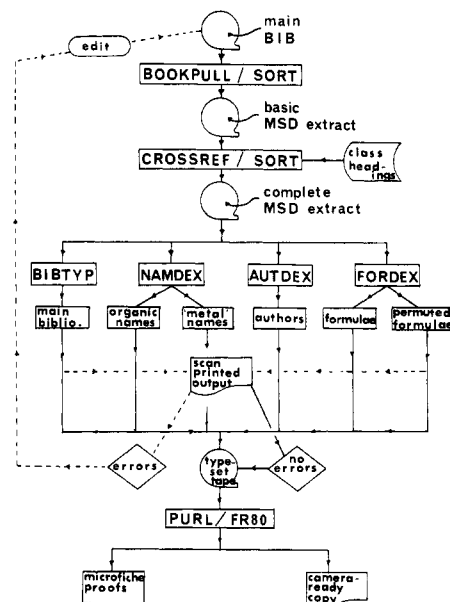 main
BIB
edit
BOOKPULL / SORT
basic
MSD extract
CROSSREF / SORT
class
head-
ings
complete
MSD extract
BIBTYP
NAMDEX
AUTDEX
FORDEX
main
biblio.
organic
names
'metal'
names
authors
formulae
permuted
formulae
scan
printed
output
errors
type-
set
tape
no
errors
PURL/FR80
microfiche
proofs
camera-
ready
copy